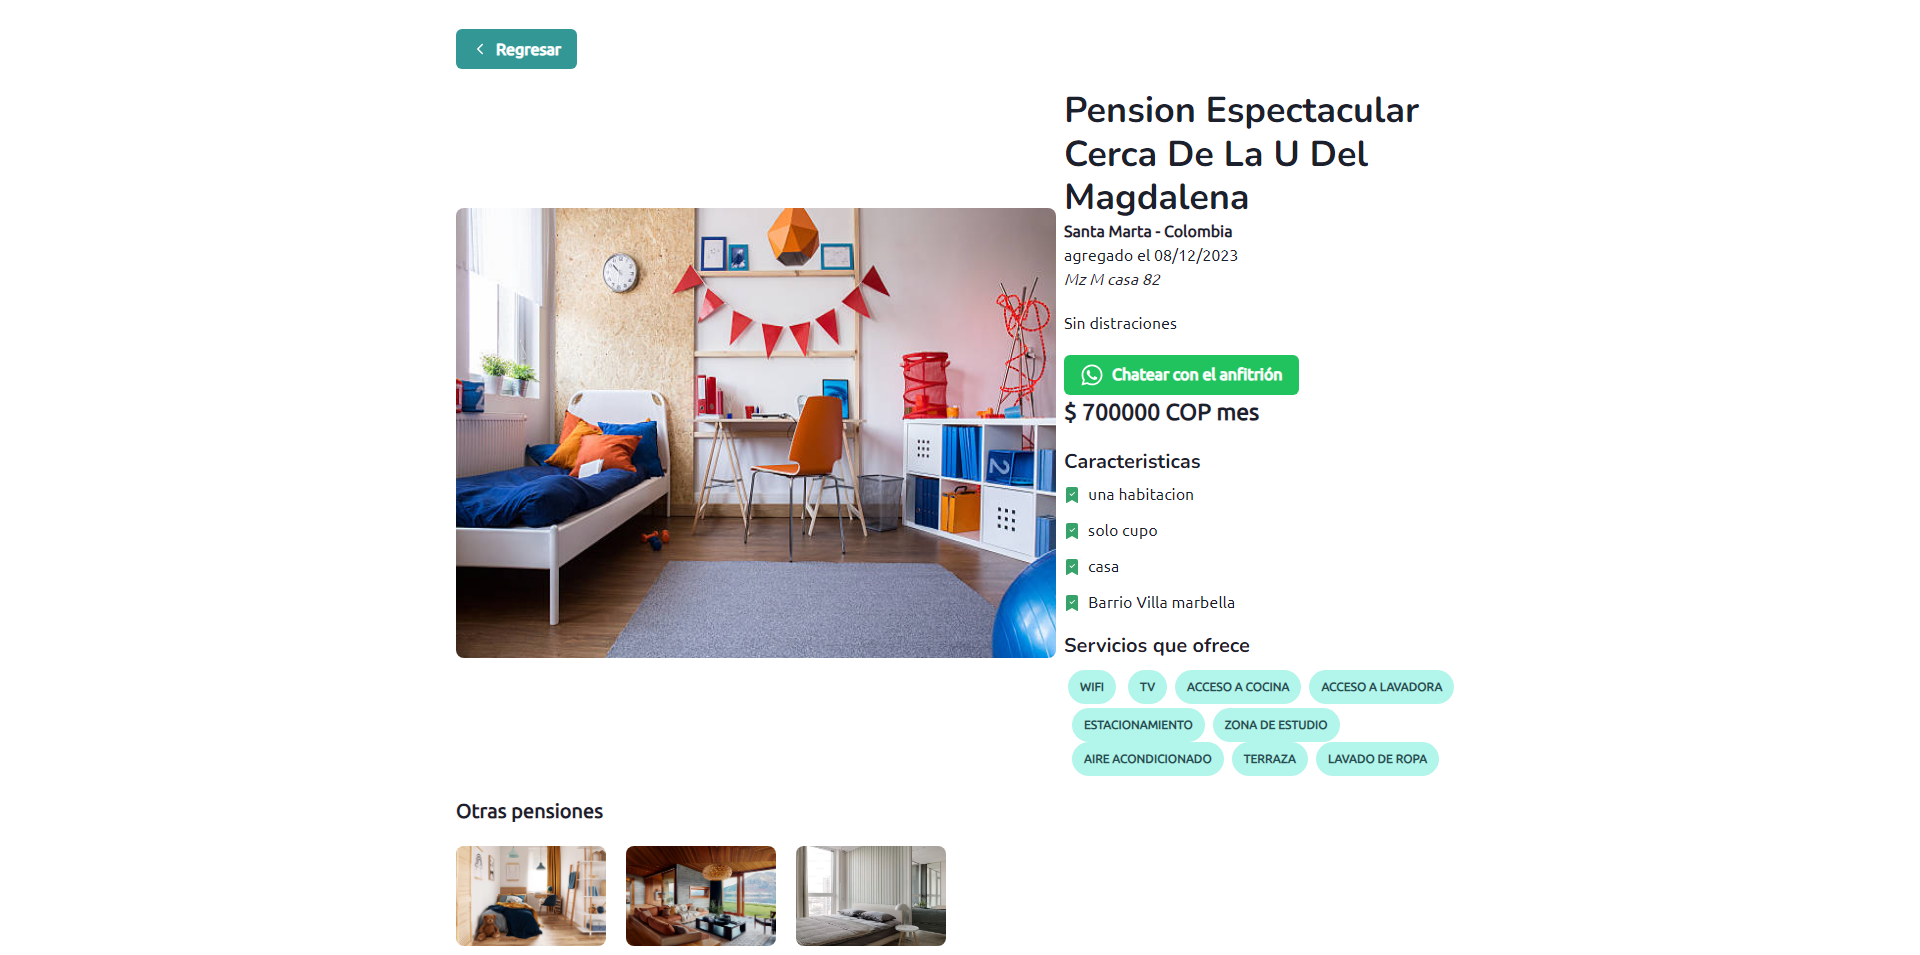 Regresar
Pension Espectacular
Cerca De La U Del
Magdalena
Santa Marta - Colombia
agregado el 08/12/2023
Mz M casa 82
Sin distraciones
Chatear con el anfitrión
$ 700000 COP mes
Caracteristicas
una habitacion
solo cupo
casa
Barrio Villa marbella
Servicios que ofrece
WIFI TV ACCESO A COCINA ACCESO A LAVADORA
ESTACIONAMIENTO ZONA DE ESTUDIO
AIRE ACONDICIONADO TERRAZA LAVADO DE ROPA
Otras pensiones